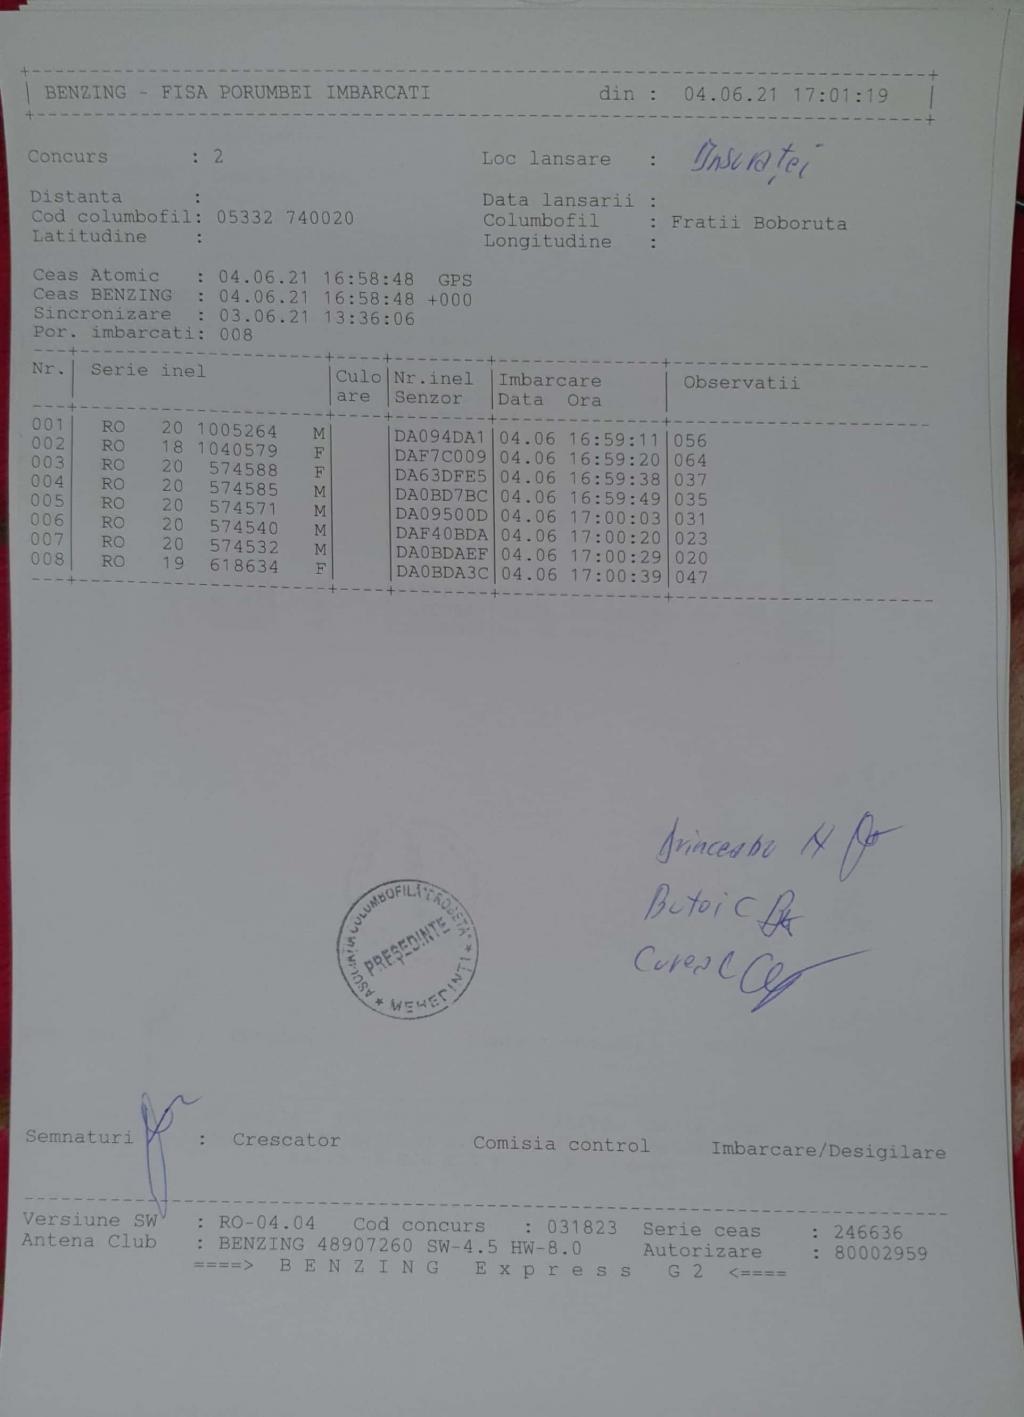 BENZING - FISA PORUMBEI IMBARCATI din : 04.06.21 17:01:19
Concurs : 2 Loc lansare : Însurăței
Distanta : Data lansarii :
Cod columbofil: 05332 740020 Columbofil : Fratii Boboruta
Latitudine : Longitudine :
Ceas Atomic : 04.06.21 16:58:48 GPS
Ceas BENZING : 04.06.21 16:58:48 +000
Sincronizare : 03.06.21 13:36:06
Por. imbarcati: 008
Nr. Serie inel Culo Nr.inel Imbarcare Observatii
are Senzor Data Ora
001 RO 20 1005264 M DA094DA1 04.06 16:59:11 056
002 RO 18 1040579 F DAF7C009 04.06 16:59:20 064
003 RO 20 574588 F DA63DFE5 04.06 16:59:38 037
004 RO 20 574585 M DA0BD7BC 04.06 16:59:49 035
005 RO 20 574571 M DA09500D 04.06 17:00:03 031
006 RO 20 574540 M DAF40BDA 04.06 17:00:20 023
007 RO 20 574532 M DA0BDAEF 04.06 17:00:29 020
008 RO 19 618634 F DA0BDA3C 04.06 17:00:39 047
Butoi C
PREȘEDINTE
MEHEDINȚI
Semnaturi : Crescator Comisia control Imbarcare/Desigilare
Versiune SW : RO-04.04 Cod concurs : 031823 Serie ceas : 246636
Antena Club : BENZING 48907260 SW-4.5 HW-8.0 Autorizare : 80002959
====> B E N Z I N G E x p r e s s G 2 <====